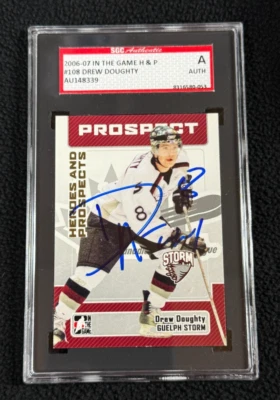 SGC Authentic
2006-07 IN THE GAME H & P
#108 DREW DOUGHTY
AU148339
A
AUTH
PROSPECT
HEROES AND
PROSPECTS
8
STORM
Drew Doughty
GUELPH STORM